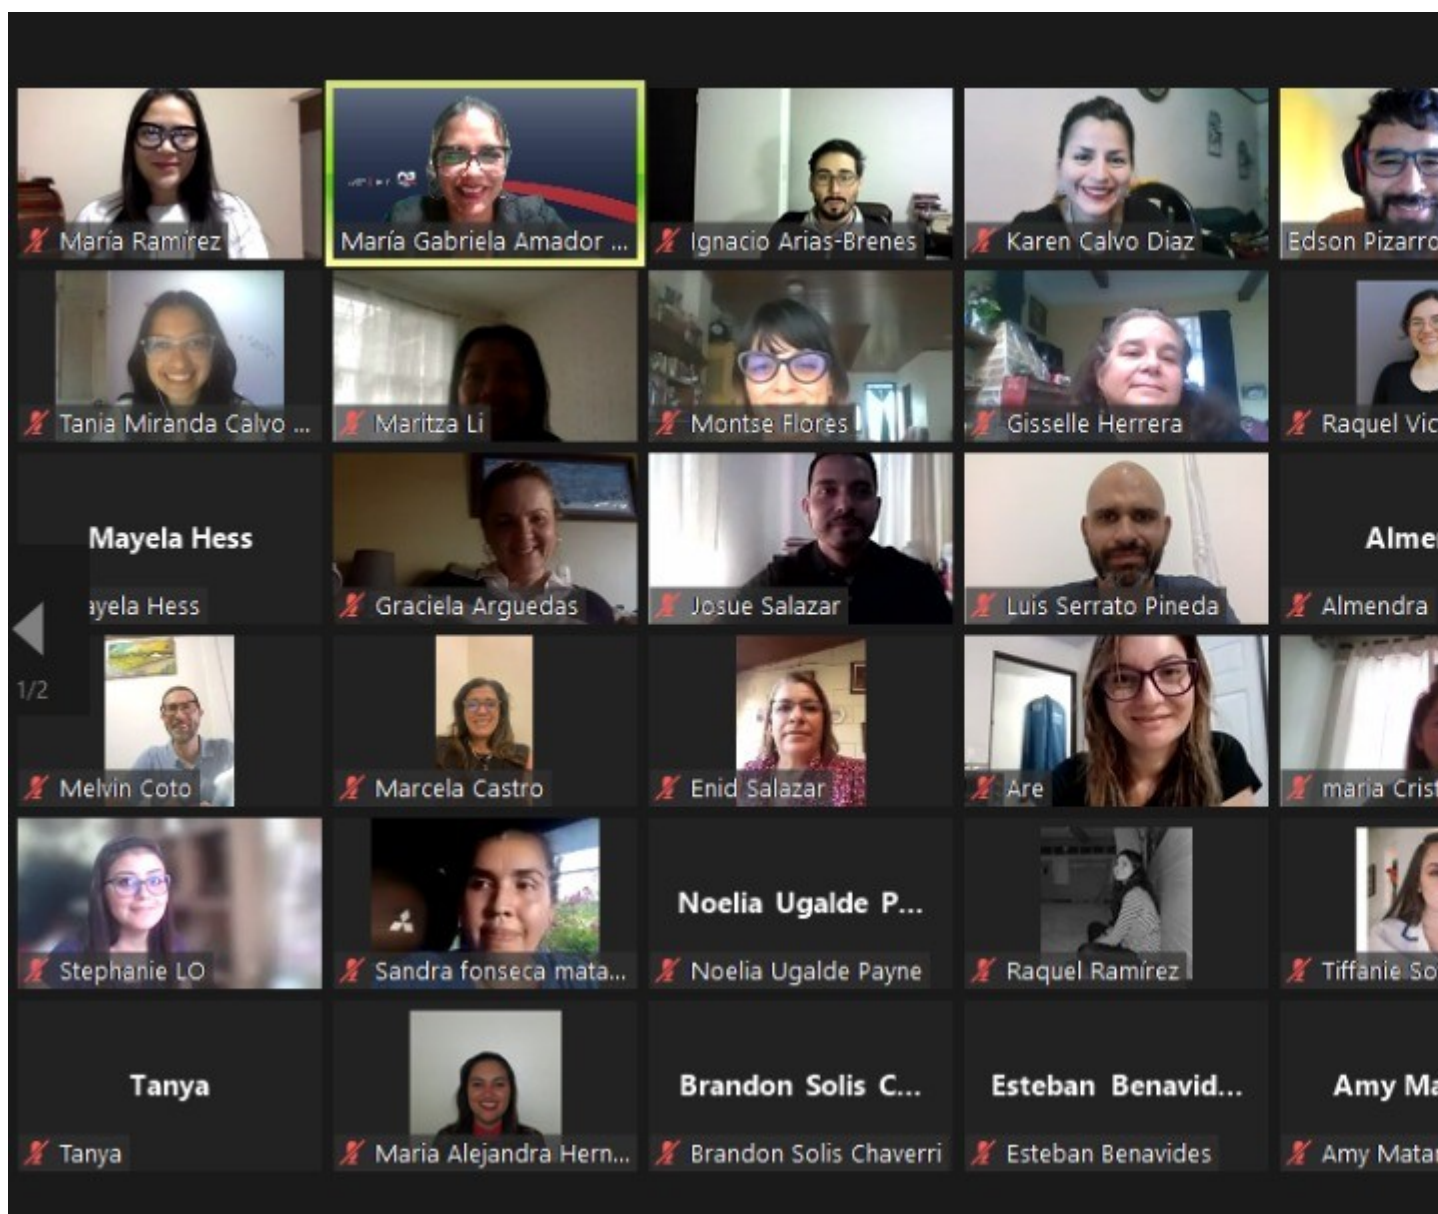 María Ramírez
María Gabriela Amador ...
Ignacio Arias-Brenes
Karen Calvo Diaz
Edson Pizarro
Tania Miranda Calvo ...
Maritza Li
Montse Flores
Gisselle Herrera
Raquel Vic
Mayela Hess
ayela Hess
Graciela Arguedas
Josue Salazar
Luis Serrato Pineda
Alme
Almendra
1/2
Melvin Coto
Marcela Castro
Enid Salazar
Are
maria Crist
Stephanie LO
Sandra fonseca mata...
Noelia Ugalde P...
Noelia Ugalde Payne
Raquel Ramírez
Tiffanie So
Tanya
Tanya
Maria Alejandra Hern...
Brandon Solis C...
Brandon Solis Chaverri
Esteban Benavid...
Esteban Benavides
Amy Ma
Amy Matar